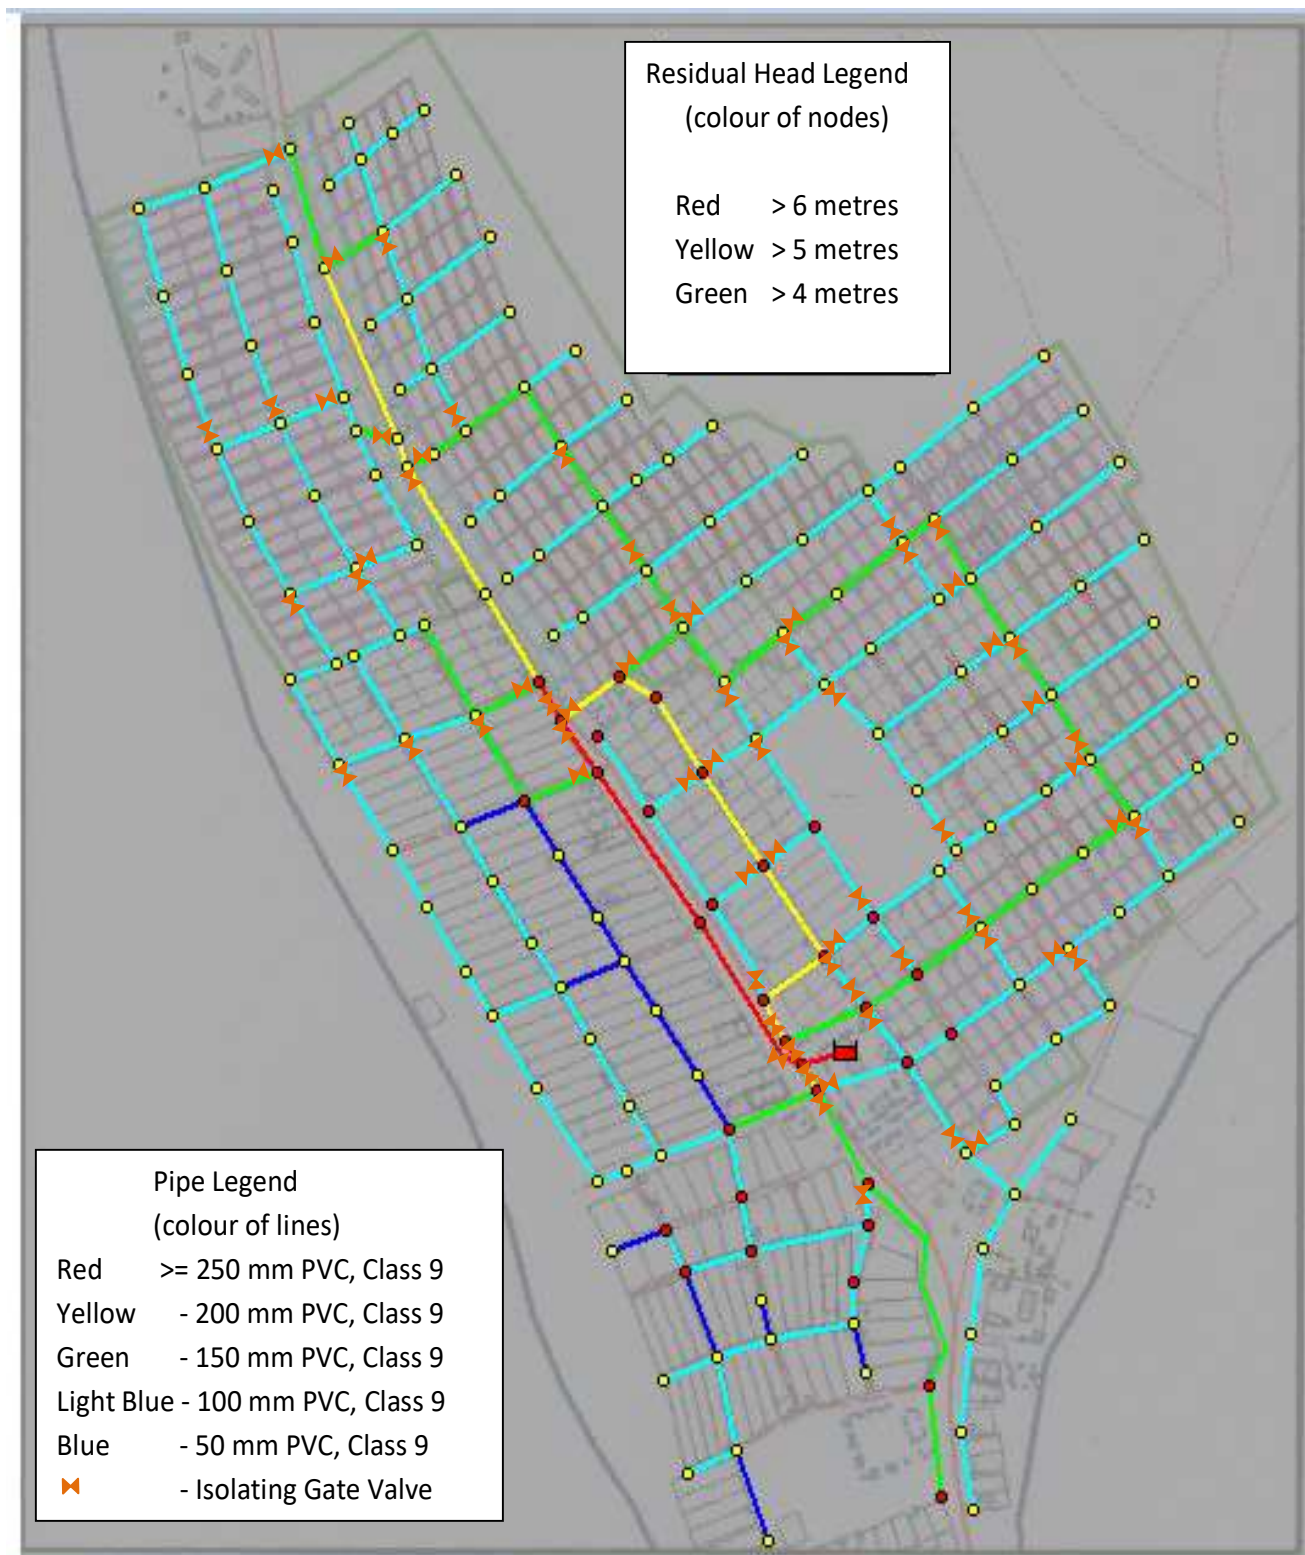 Residual Head Legend
(colour of nodes)
Red > 6 metres
Yellow > 5 metres
Green > 4 metres
Pipe Legend
(colour of lines)
Red >= 250 mm PVC, Class 9
Yellow - 200 mm PVC, Class 9
Green - 150 mm PVC, Class 9
Light Blue - 100 mm PVC, Class 9
Blue - 50 mm PVC, Class 9
- Isolating Gate Valve